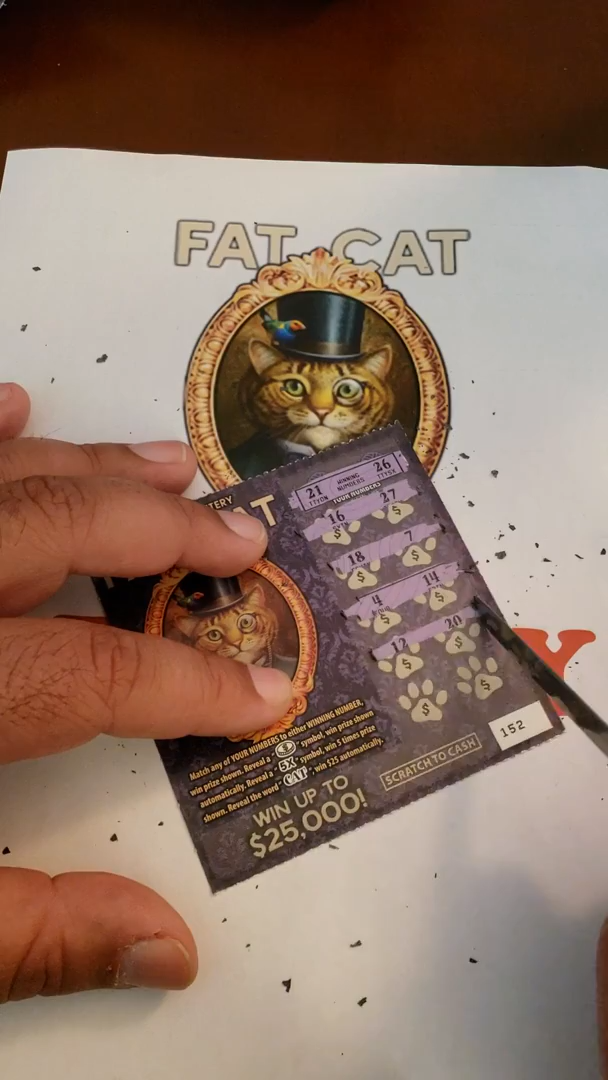 FAT CAT
TERY
AT
21 WINNING NUMBERS 26
YOUR NUMBERS
16 27
18 7
4 14
12 20
Match any of YOUR NUMBERS to either WINNING NUMBER,
win prize shown. Reveal a " " symbol, win prize shown
automatically. Reveal a "5X" symbol, win 5 times prize
shown. Reveal the word "CAT", win $25 automatically.
WIN UP TO
$25,000!
SCRATCH TO CASH
152
Y